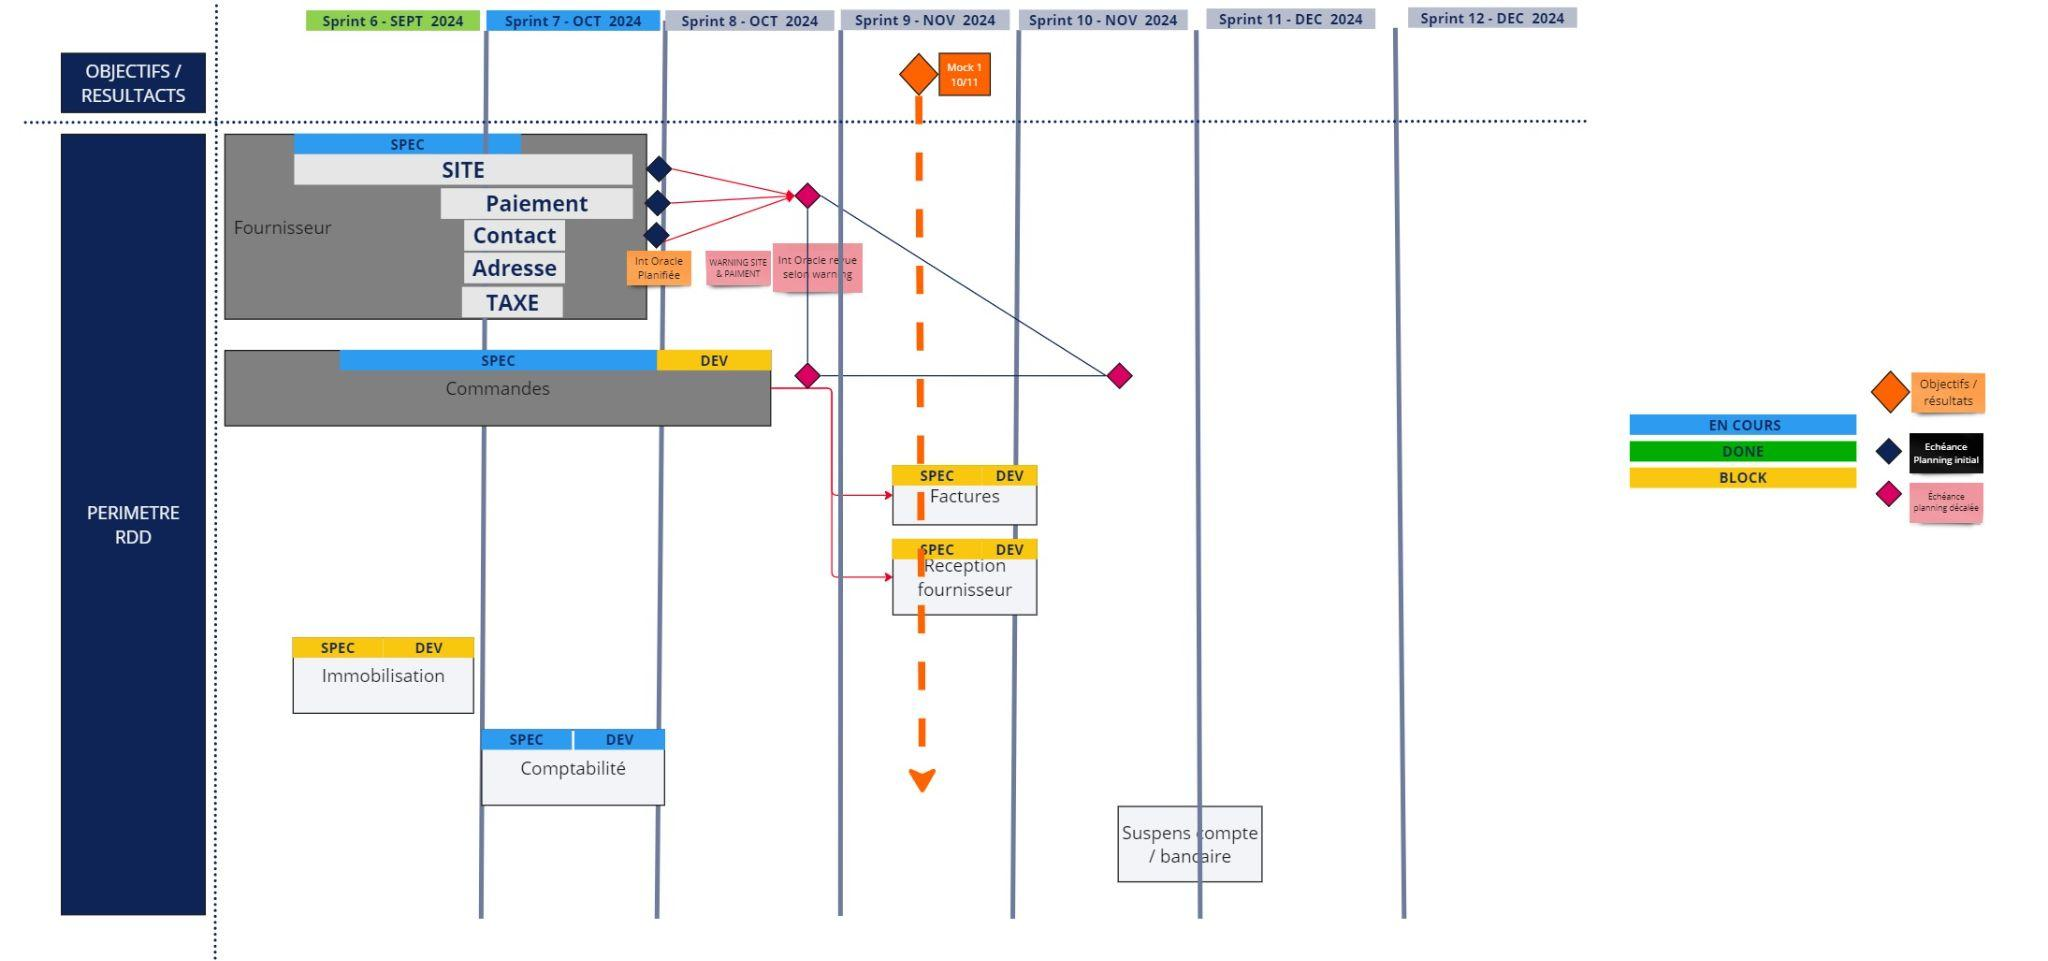 Sprint 6 - SEPT  2024
Sprint 7 - OCT  2024
Sprint 8 - OCT  2024
Sprint 9 - NOV  2024
Sprint 10 - NOV  2024
Sprint 11 - DEC  2024
Sprint 12 - DEC  2024
OBJECTIFS /
RESULTACTS
Mock 1
10/11
PERIMETRE
RDD
Fournisseur
SPEC
SITE
Paiement
Contact
Adresse
TAXE
Int Oracle
Planifiée
WARNING SITE
& PAIMENT
Int Oracle revue
selon warning
SPEC
DEV
Commandes
SPEC
DEV
Factures
SPEC
DEV
Reception
fournisseur
SPEC
DEV
Immobilisation
SPEC
DEV
Comptabilité
Suspens compte
/ bancaire
EN COURS
DONE
BLOCK
Objectifs /
résultats
Echéance
Planning initial
Échéance
planning décalée